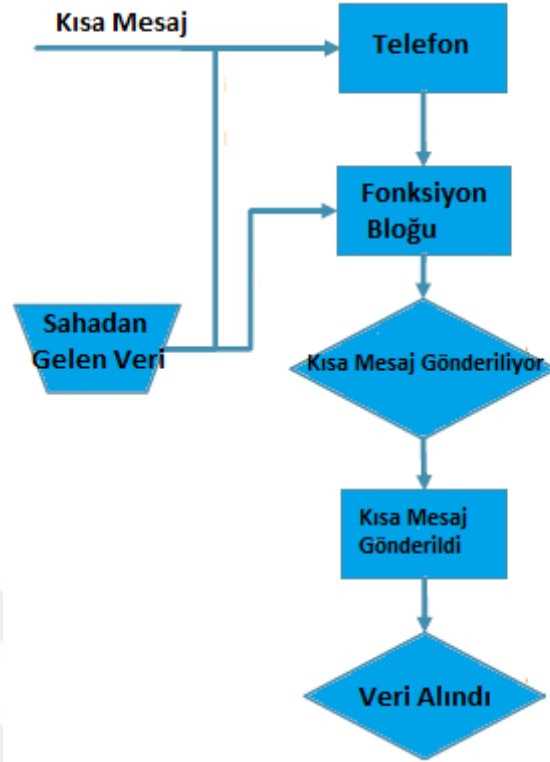 Kısa Mesaj
Telefon
Fonksiyon
Bloğu
Sahadan
Gelen Veri
Kısa Mesaj Gönderiliyor
Kısa Mesaj
Gönderildi
Veri Alındı